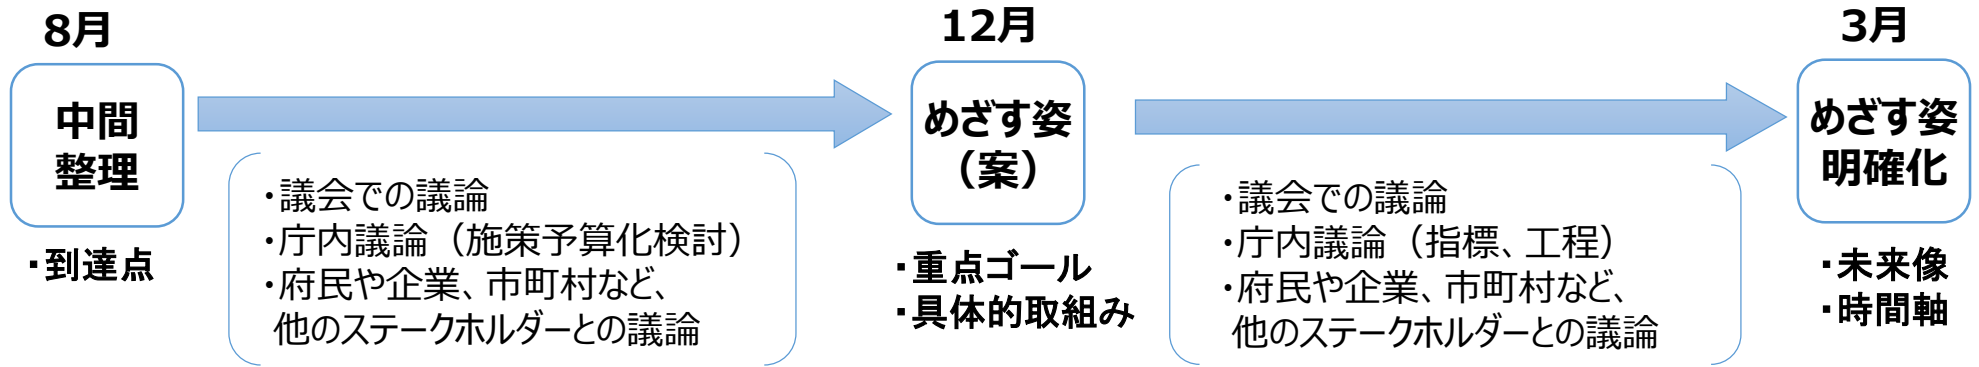 8月
中間
整理
・到達点
・議会での議論
・庁内議論（施策予算化検討）
・府民や企業、市町村など、
他のステークホルダーとの議論
12月
めざす姿
（案）
・重点ゴール
・具体的取組み
・議会での議論
・庁内議論（指標、工程）
・府民や企業、市町村など、
他のステークホルダーとの議論
3月
めざす姿
明確化
・未来像
・時間軸